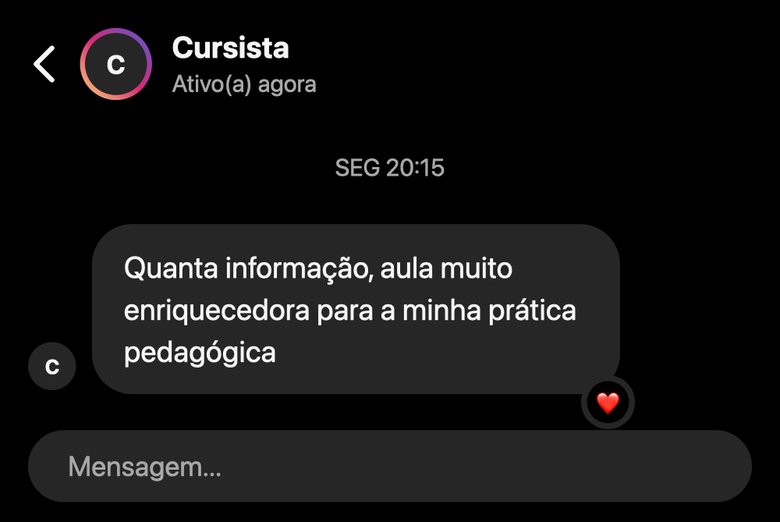 C
Cursista
Ativo(a) agora
SEG 20:15
Quanta informação, aula muito
enriquecedora para a minha prática
pedagógica
C
Mensagem...